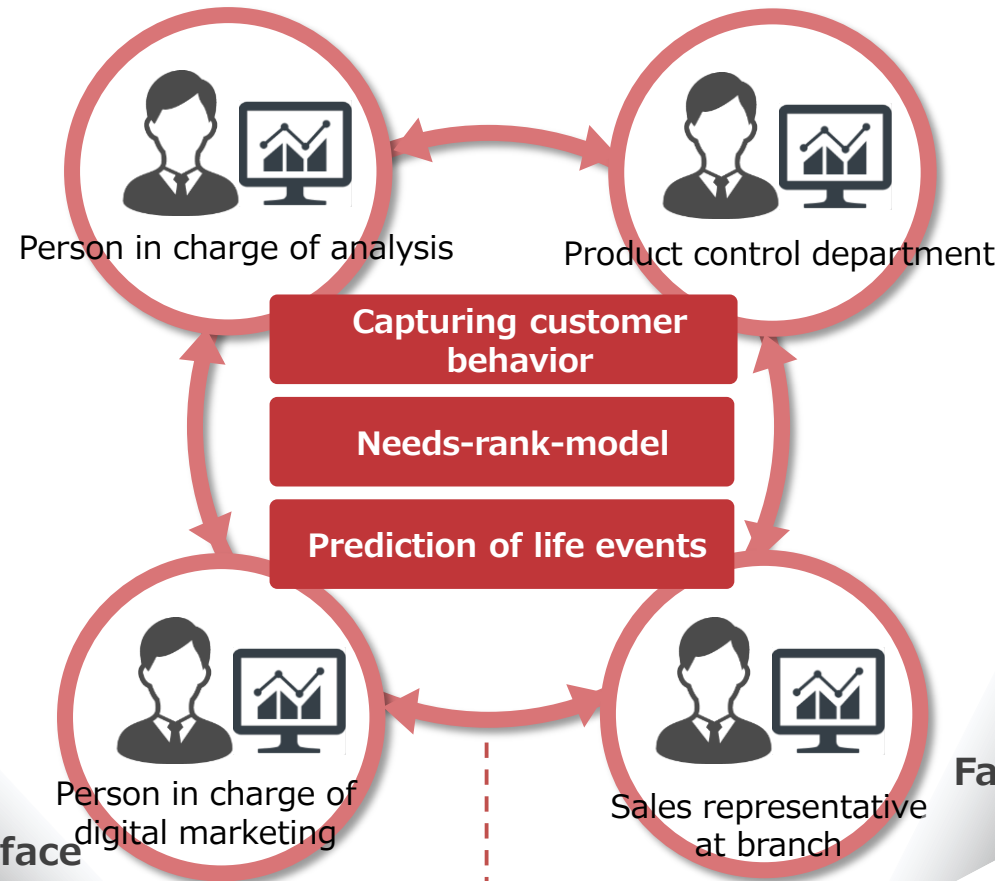 Person in charge of analysis
Product control department
Capturing customer
behavior
Needs-rank-model
Prediction of life events
Person in charge of
digital marketing
Sales representative
at branch
face
Fa